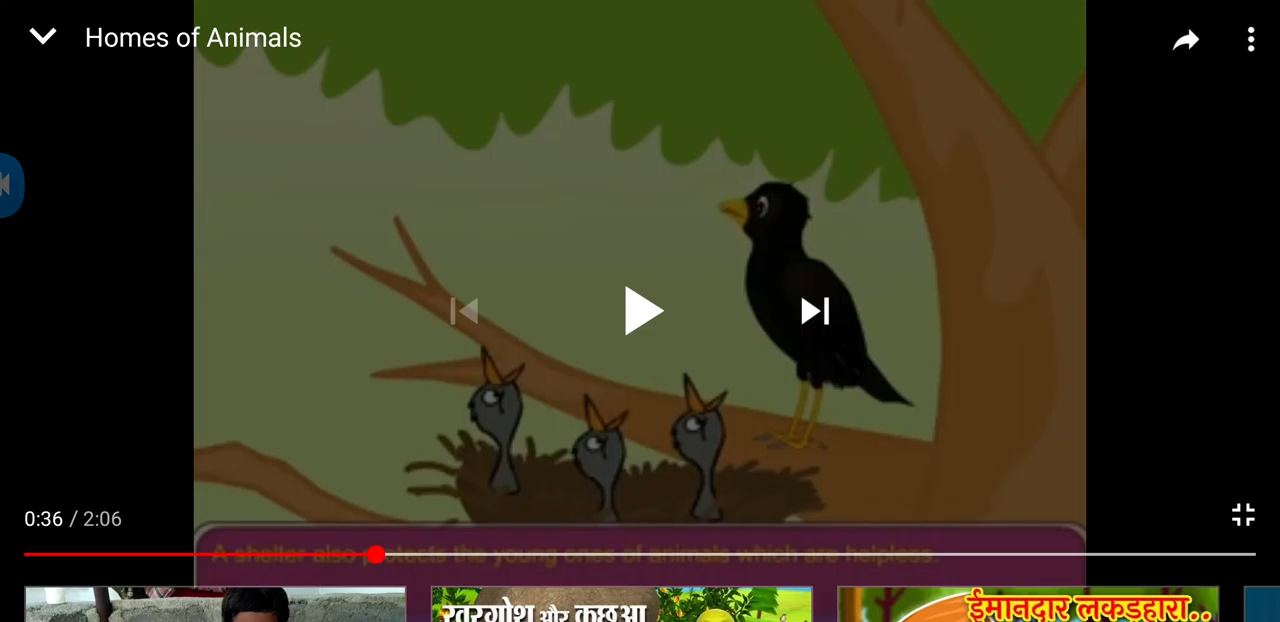 Homes of Animals
0:36 / 2:06
A shelter also protects the young ones of animals which are helpless.
खरगोश और कछुआ
ईमानदार लकड़हारा..